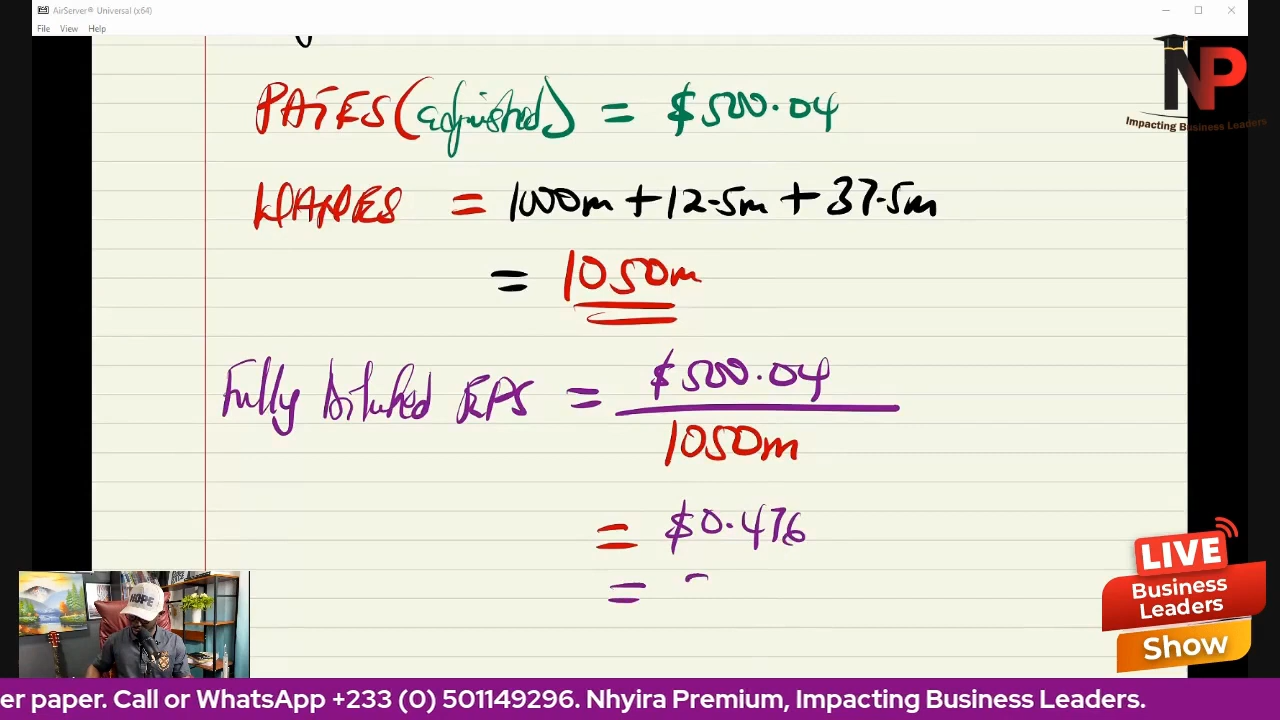 AirServer® Universal (x64)
File View Help
NP
Impacting Business Leaders
PATES (adjusted) = $500.04
= 1000m + 12.5m + 37.5m
= 1050m
Fully Diluted EPS = $500.04
1050m
= $0.476
=
HOPE
LIVE
Business
Leaders
Show
er paper. Call or WhatsApp +233 (0) 501149296. Nhyira Premium, Impacting Business Leaders.